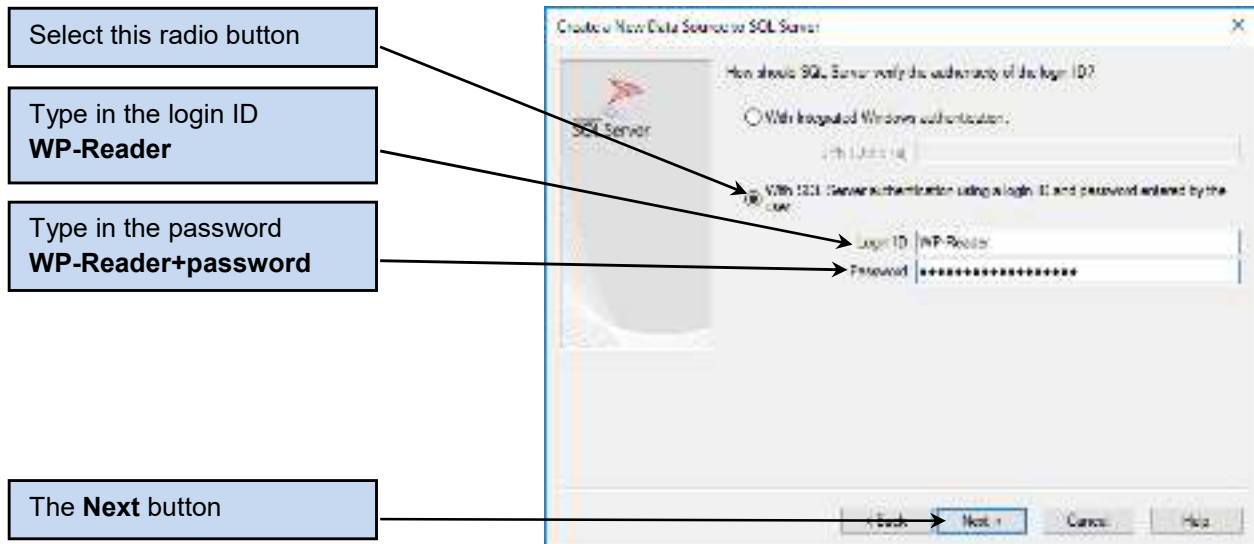 Select this radio button
Type in the login ID
WP-Reader
Type in the password
WP-Reader+password
The Next button
Create a New Data Source to SQL Server
SQL Server
How should SQL Server verify the authenticity of the login ID?
With Integrated Windows authentication.
With SQL Server authentication using a login ID and password entered by the
user.
Login ID WP-Reader
Password ******************
< Back Next > Cancel Help